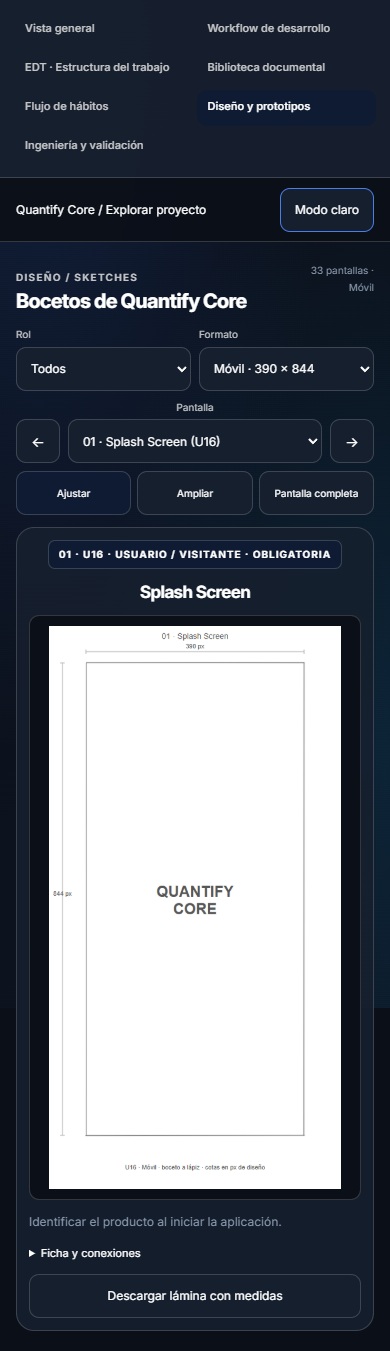 Vista general
Workflow de desarrollo
EDT · Estructura del trabajo
Biblioteca documental
Flujo de hábitos
Diseño y prototipos
Ingeniería y validación
Quantify Core / Explorar proyecto
Modo claro
DISEÑO / SKETCHES
33 pantallas ·
Móvil
Bocetos de Quantify Core
Rol
Formato
Todos
Móvil · 390 × 844
Pantalla
←
01 · Splash Screen (U16)
→
Ajustar
Ampliar
Pantalla completa
01 · U16 · USUARIO / VISITANTE · OBLIGATORIA
Splash Screen
01 · Splash Screen
390 px
844 px
QUANTIFY
CORE
U16 · Móvil · boceto a lápiz · cotas en px de diseño
Identificar el producto al iniciar la aplicación.
▶ Ficha y conexiones
Descargar lámina con medidas